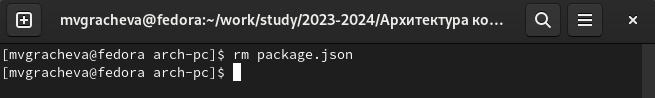 mvgracheva@fedora:~/work/study/2023-2024/Архитектура ко...
[mvgracheva@fedora arch-pc]$ rm package.json
[mvgracheva@fedora arch-pc]$